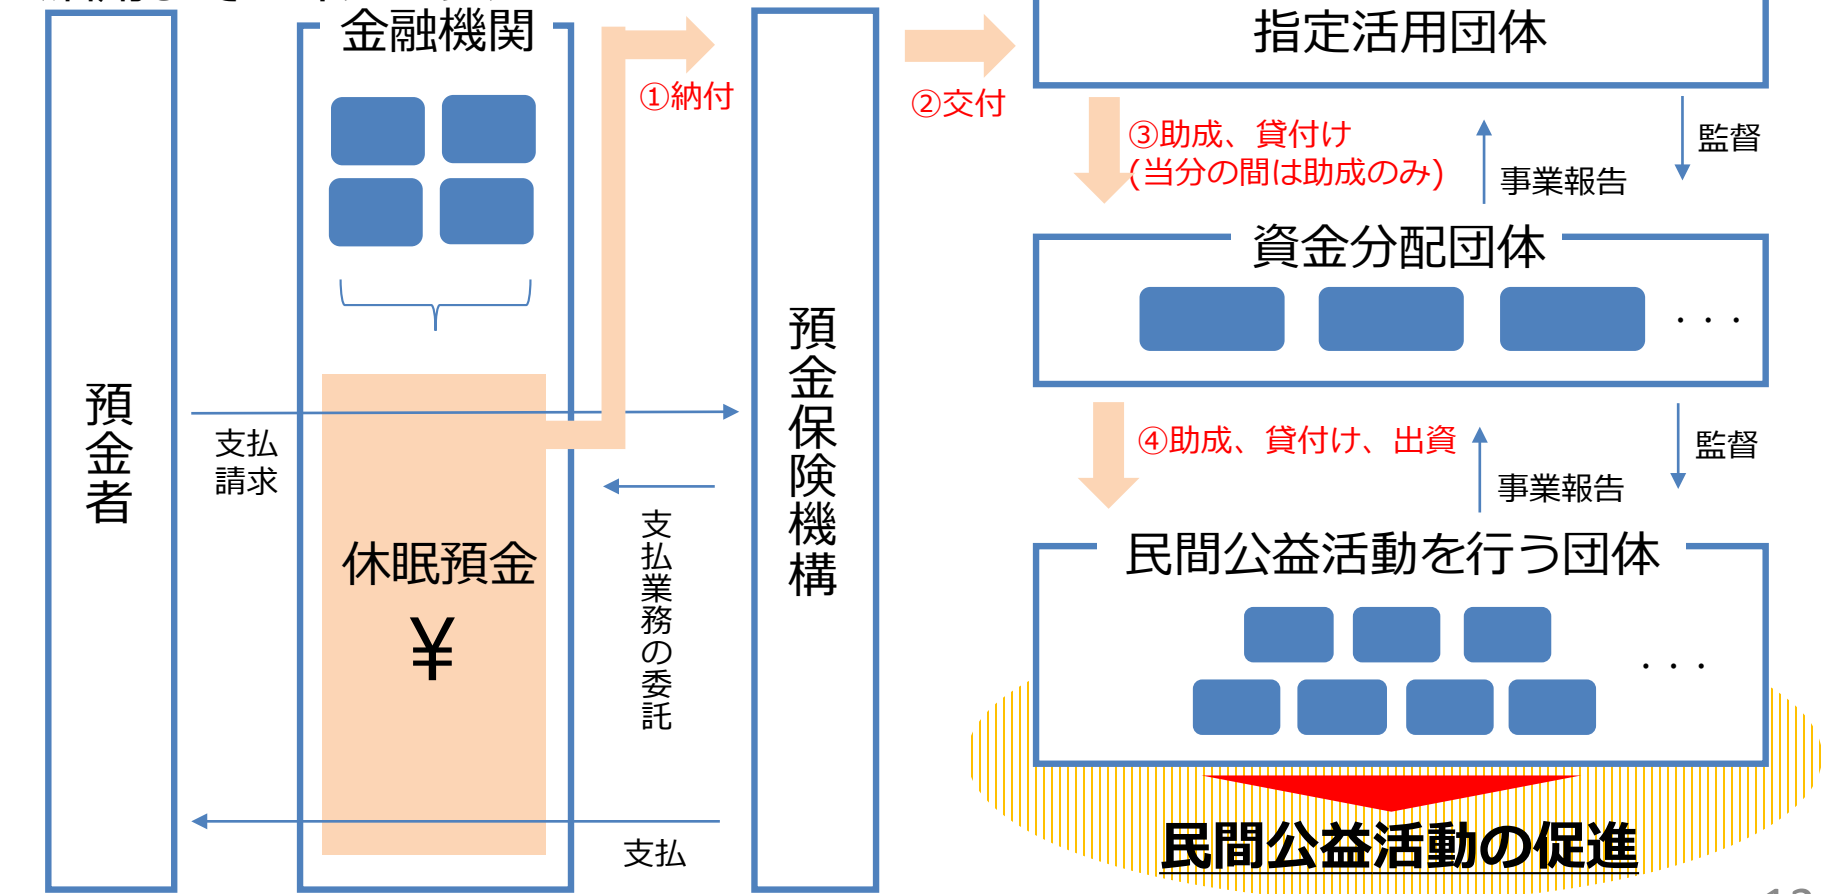 金融機関
指定活用団体
①納付
②交付
③助成、貸付け
(当分の間は助成のみ)
事業報告
監督
資金分配団体
・・・
預金者
支払
請求
休眠預金
¥
支払業務の委託
預金保険機構
④助成、貸付け、出資
事業報告
監督
民間公益活動を行う団体
・・・
支払
民間公益活動の促進